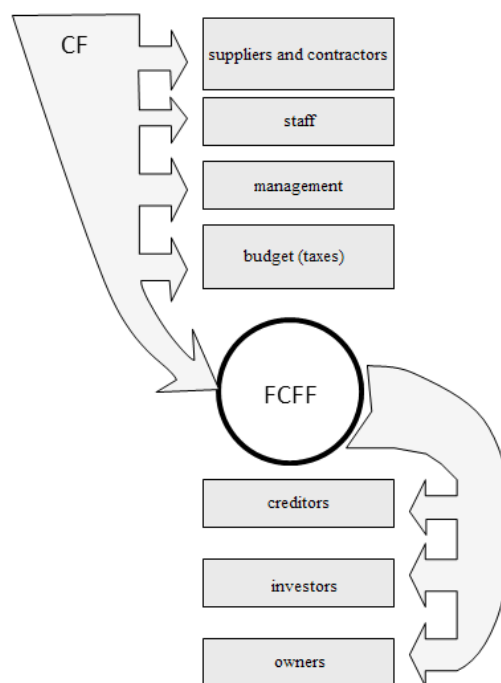 CF
suppliers and contractors
staff
management
budget (taxes)
FCFF
creditors
investors
owners